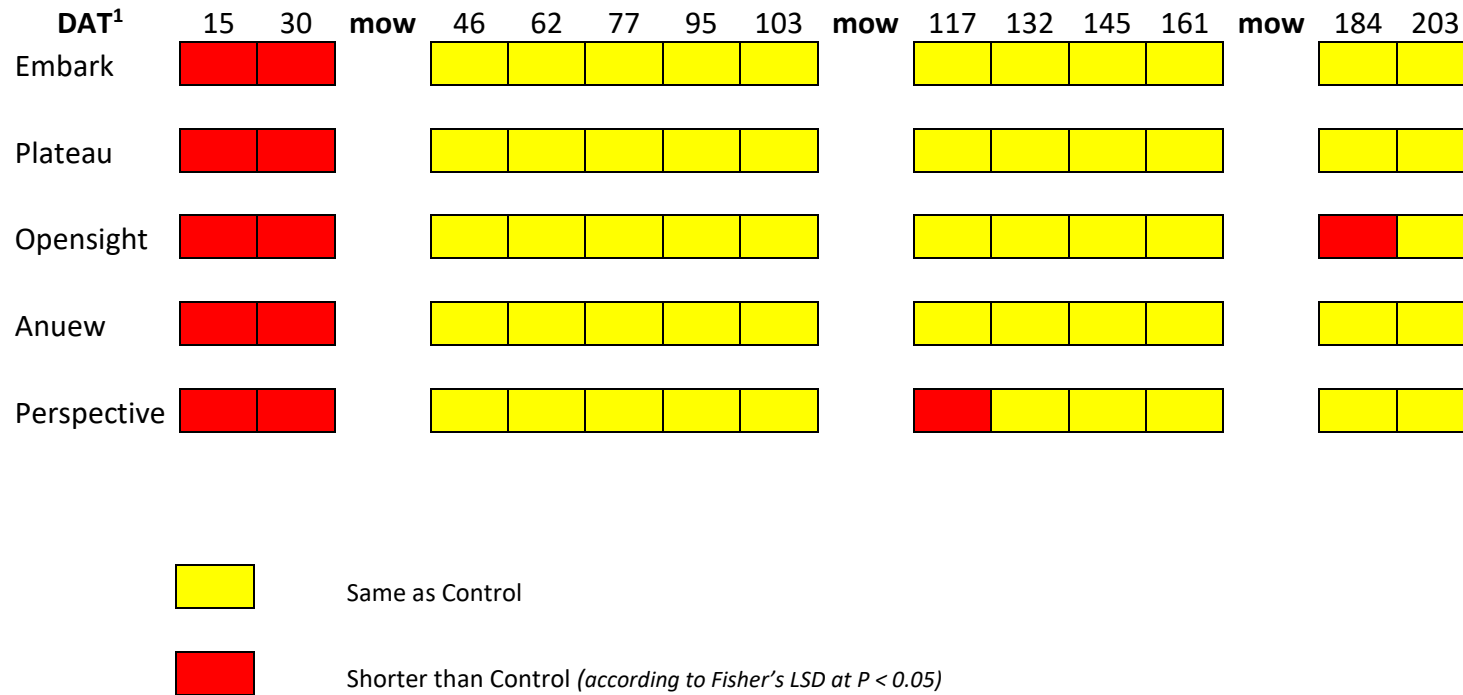 DAT¹ 15 30 mow 46 62 77 95 103 mow 117 132 145 161 mow 184 203
Embark
Plateau
Opensight
Anuew
Perspective
Same as Control
Shorter than Control (according to Fisher’s LSD at P < 0.05)